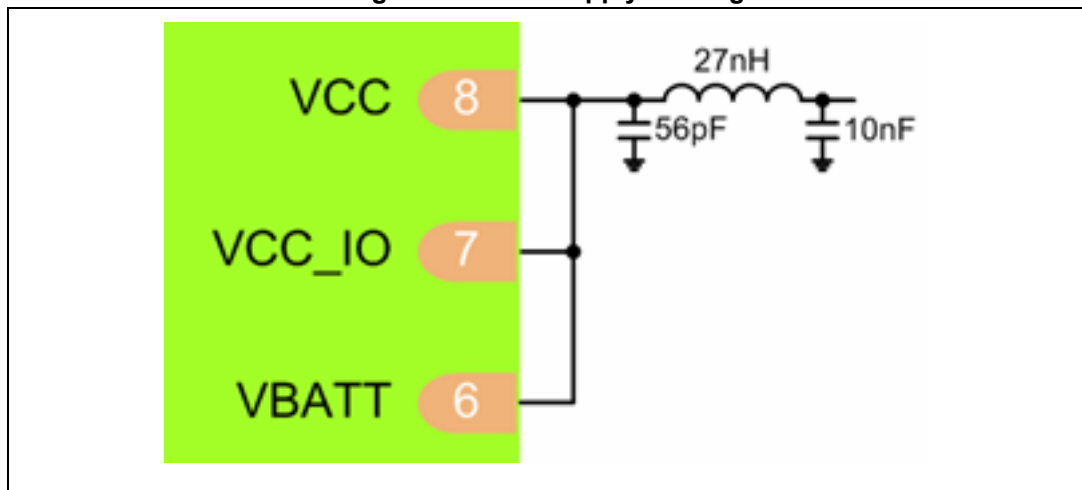 VCC 8
27nH
56pF
10nF
VCC_IO 7
VBATT 6